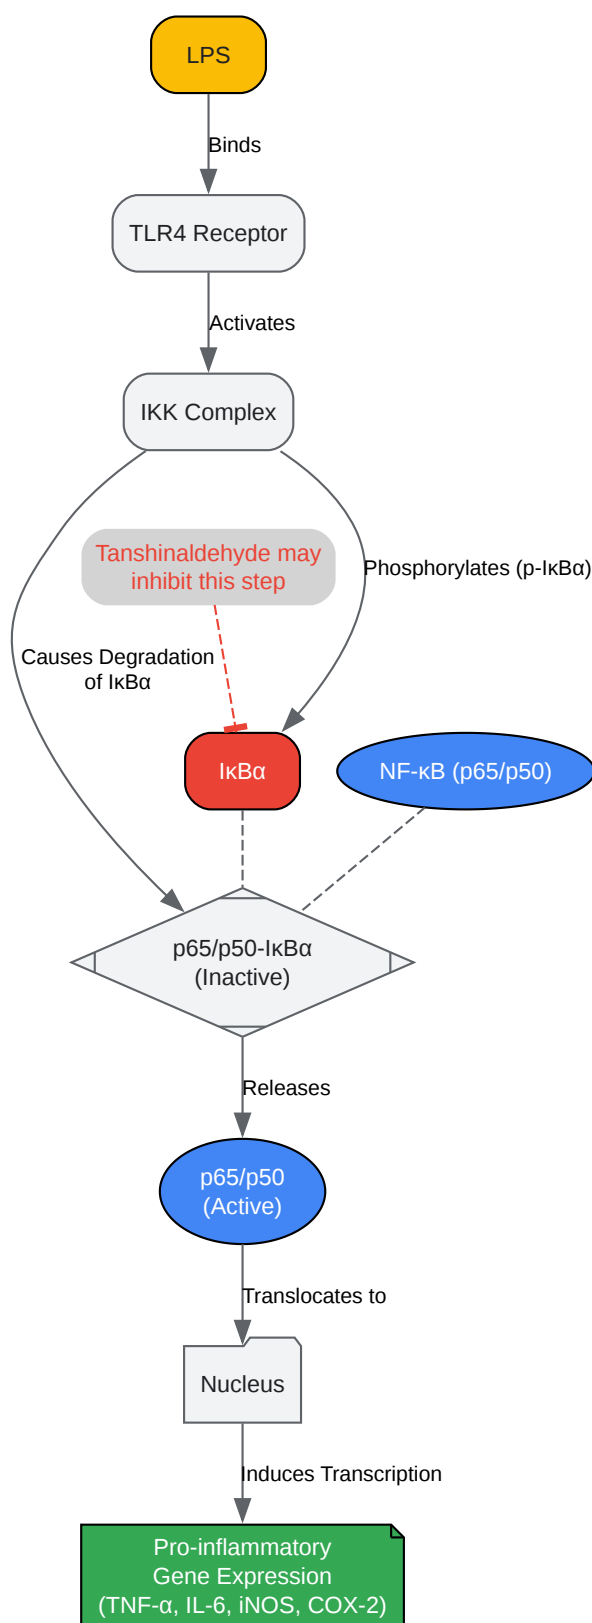 LPS
Binds
TLR4 Receptor
Activates
IKK Complex
Tanshinaldehyde may
inhibit this step
Phosphorylates (p-IκBα)
Causes Degradation
of IκBα
IκBα
NF-κB (p65/p50)
p65/p50-IκBα
(Inactive)
Releases
p65/p50
(Active)
Translocates to
Nucleus
Induces Transcription
Pro-inflammatory
Gene Expression
(TNF-α, IL-6, iNOS, COX-2)